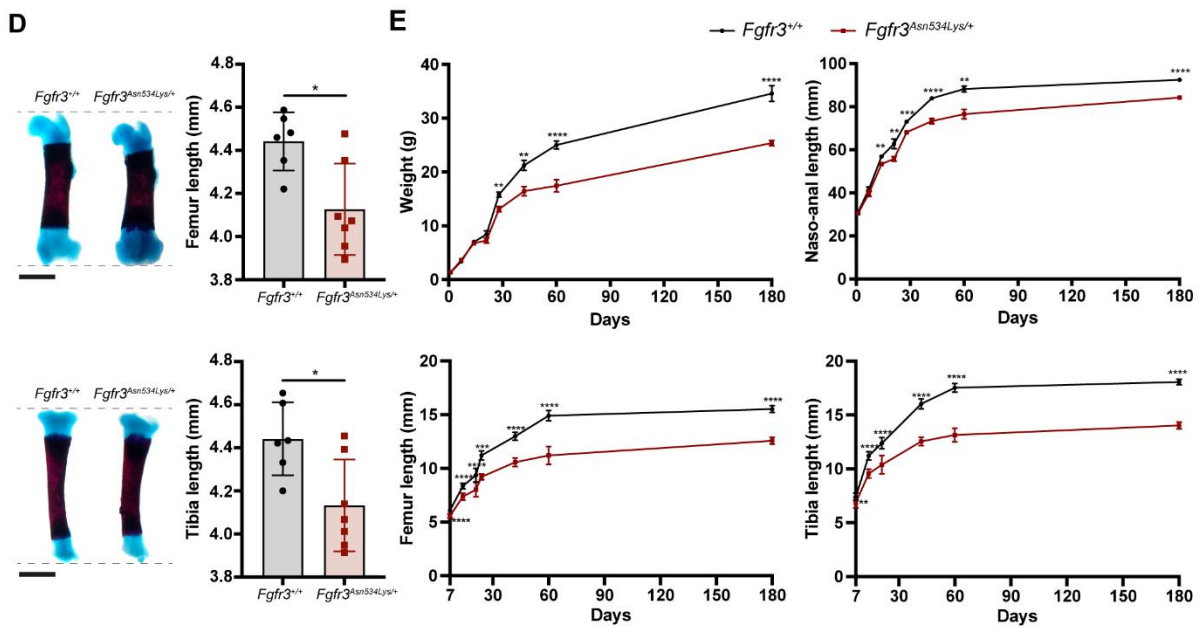 D
Fgfr3+/+ Fgfr3Asn534Lys/+
Femur length (mm)
4.8
4.6
4.4
4.2
4.0
3.8
*
Fgfr3+/+ Fgfr3Asn534Lys/+
E
Fgfr3+/+ Fgfr3Asn534Lys/+
Weight (g)
40
30
20
10
0
** ** **** ****
0 30 60 90 120 150 180
Days
Naso-anal length (mm)
100
80
60
40
20
0
** ** *** **** ** ****
0 30 60 90 120 150 180
Days
Fgfr3+/+ Fgfr3Asn534Lys/+
Tibia length (mm)
4.8
4.6
4.4
4.2
4.0
3.8
*
Fgfr3+/+ Fgfr3Asn534Lys/+
Femur length (mm)
20
15
10
5
0
**** **** **** *** **** **** ****
7 30 60 90 120 150 180
Days
Tibia lenght (mm)
20
15
10
5
0
** **** **** **** **** ****
7 30 60 90 120 150 180
Days